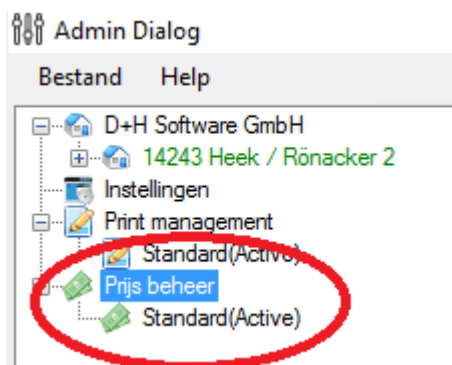 Admin Dialog
Bestand Help
D+H Software GmbH
14243 Heek / Rönacker 2
Instellingen
Print management
Standard(Active)
Prijs beheer
Standard(Active)